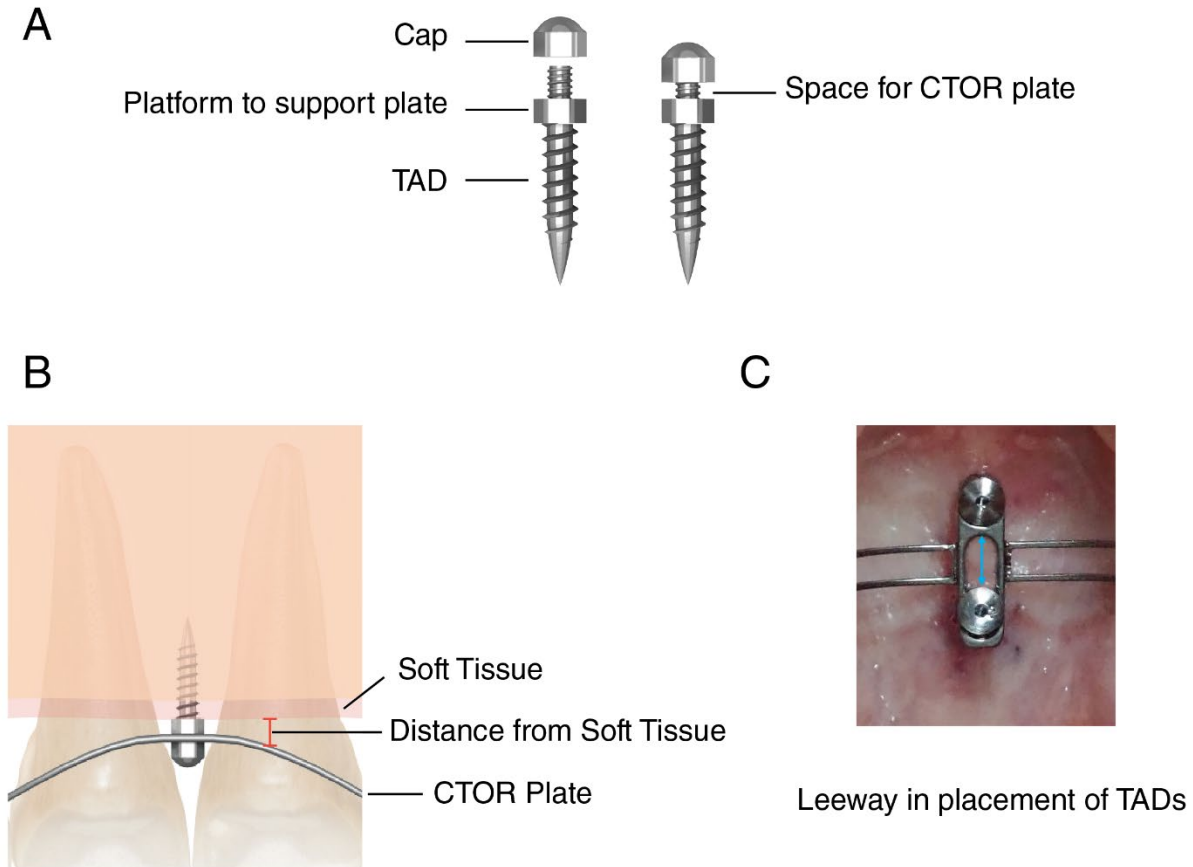 A
Cap
Platform to support plate
TAD
Space for CTOR plate
B
Soft Tissue
Distance from Soft Tissue
CTOR Plate
C
Leeway in placement of TADs